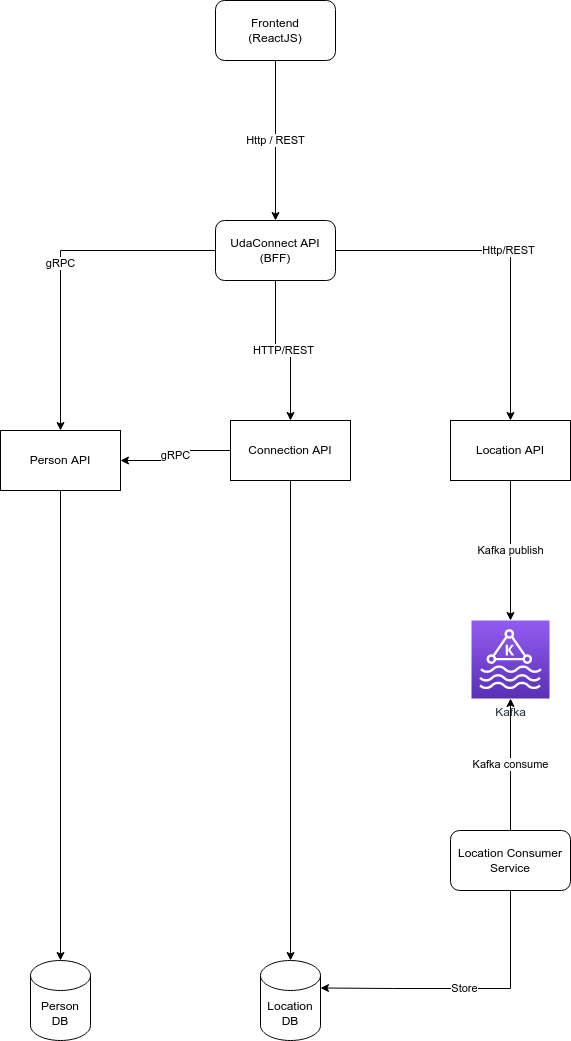 Frontend
(ReactJS)
Http / REST
UdaConnect API
(BFF)
gRPC
Http/REST
HTTP/REST
Person API
gRPC
Connection API
Location API
Kafka publish
K
Kafka
Kafka consume
Location Consumer
Service
Store
Person
DB
Location
DB